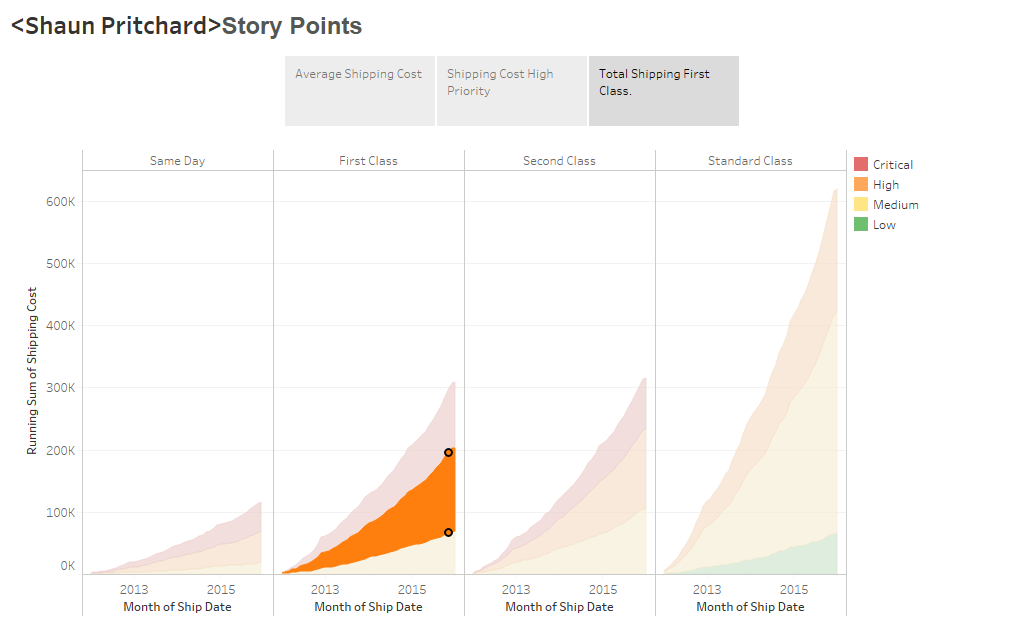 <Shaun Pritchard>Story Points
Average Shipping Cost
Shipping Cost High
Priority
Total Shipping First
Class.
Same Day
First Class
Second Class
Standard Class
Critical
High
Medium
Low
Running Sum of Shipping Cost
600K
500K
400K
300K
200K
100K
0K
2013 2015 2013 2015 2013 2015 2013 2015
Month of Ship Date Month of Ship Date Month of Ship Date Month of Ship Date